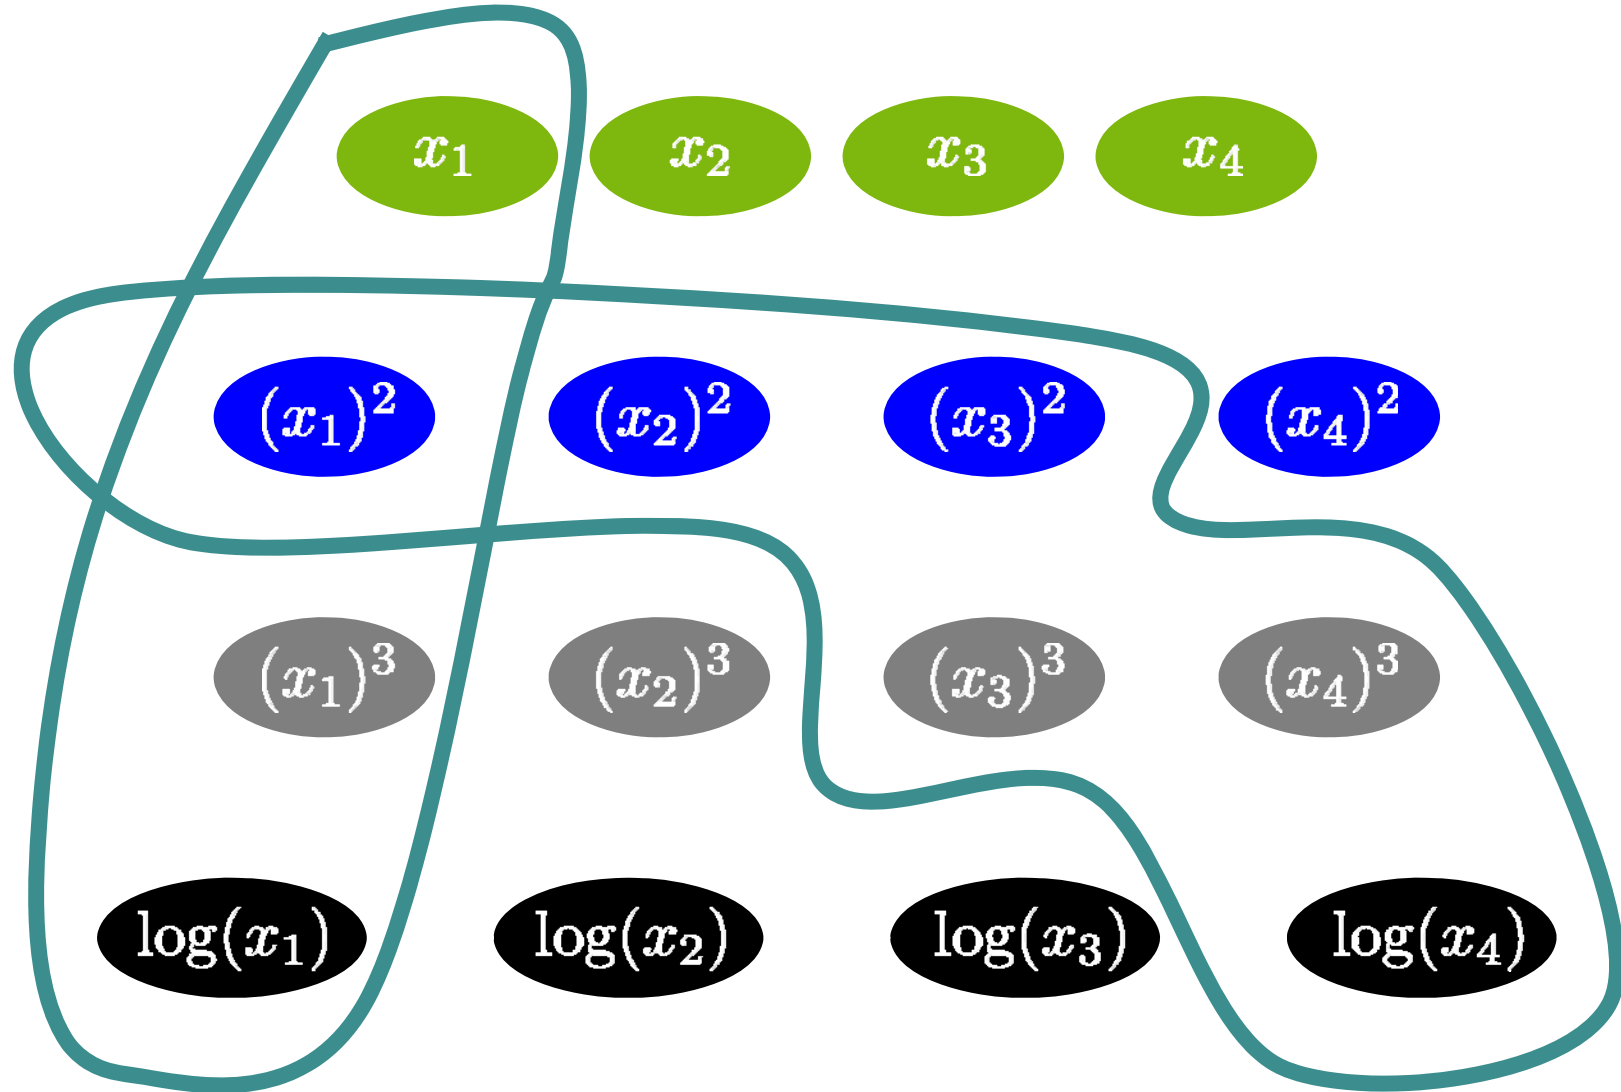 x₁ x₂ x₃ x₄
(x₁)² (x₂)² (x₃)² (x₄)²
(x₁)³ (x₂)³ (x₃)³ (x₄)³
log(x₁) log(x₂) log(x₃) log(x₄)